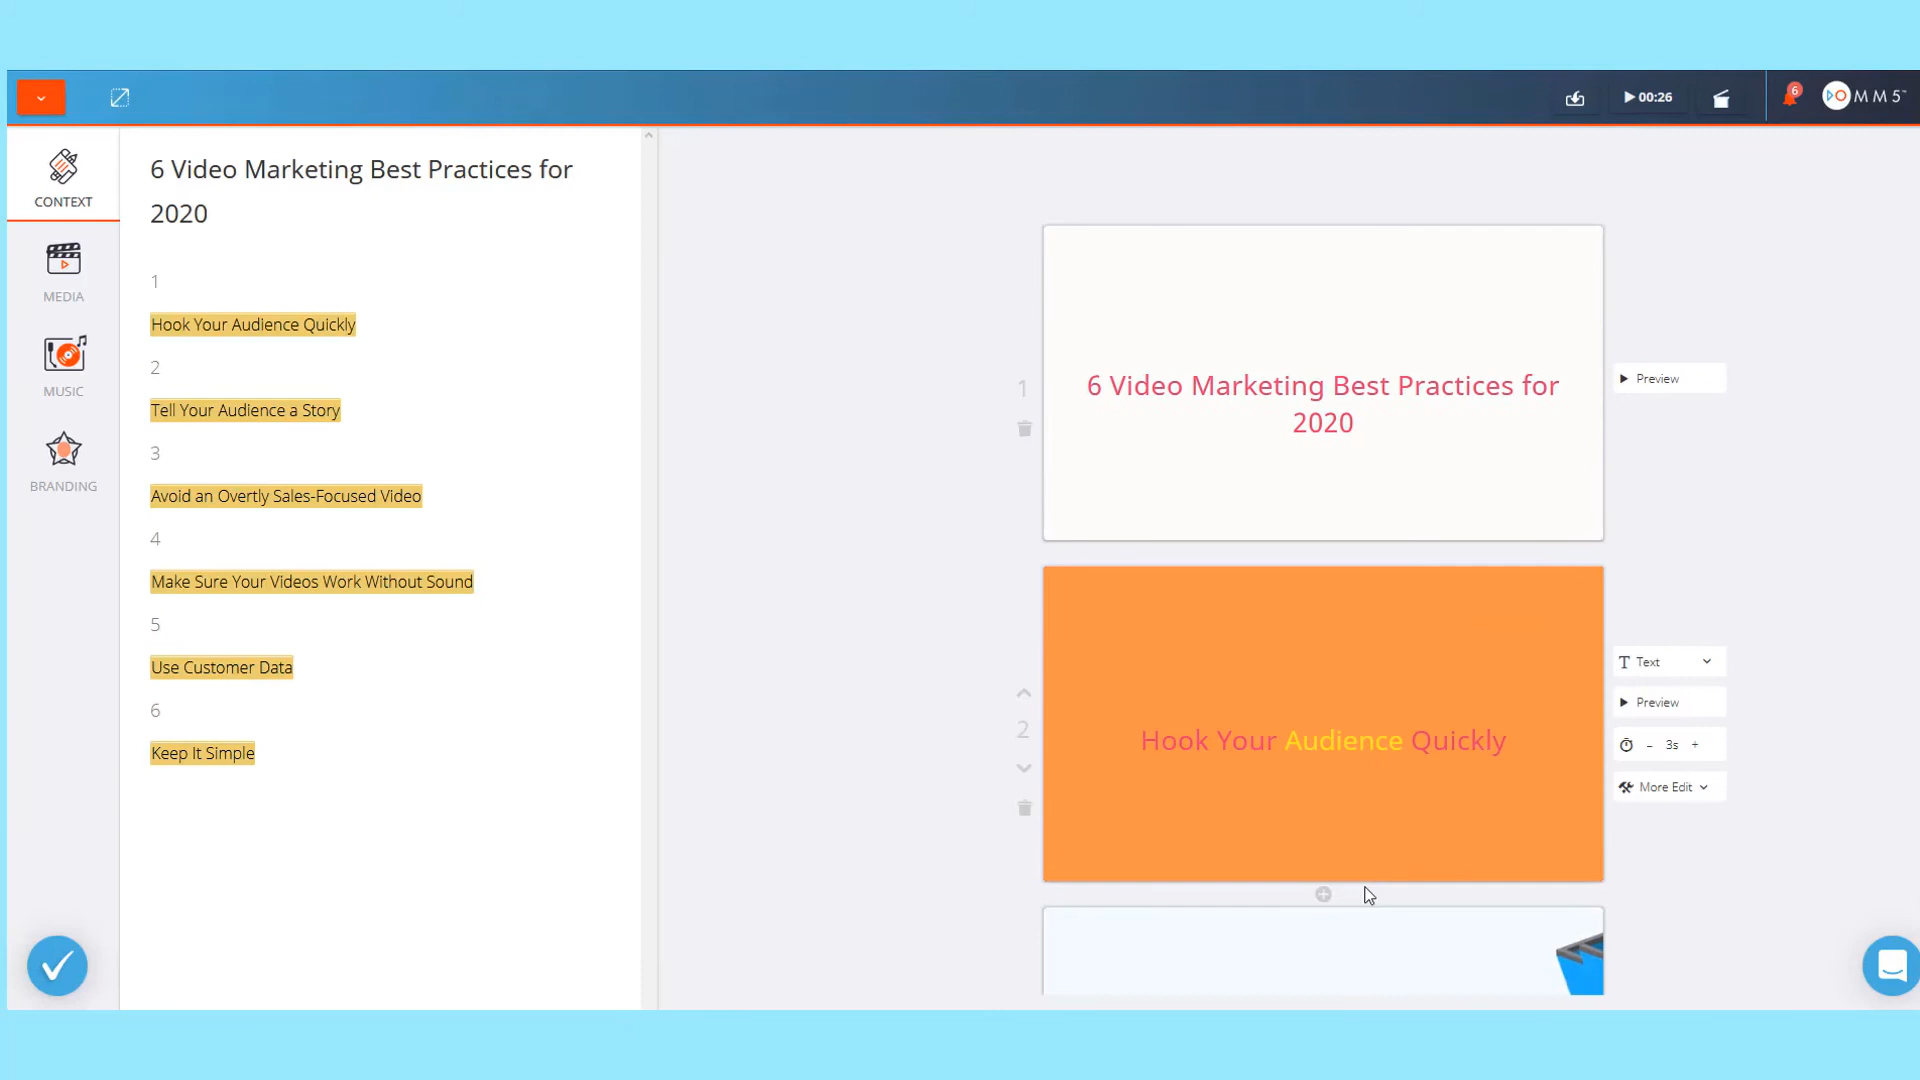 00:26
6
MM5™
CONTEXT
MEDIA
MUSIC
BRANDING
6 Video Marketing Best Practices for
2020
1
Hook Your Audience Quickly
2
Tell Your Audience a Story
3
Avoid an Overtly Sales-Focused Video
4
Make Sure Your Videos Work Without Sound
5
Use Customer Data
6
Keep It Simple
1
6 Video Marketing Best Practices for
2020
Preview
2
Hook Your Audience Quickly
T Text
Preview
- 3s +
More Edit